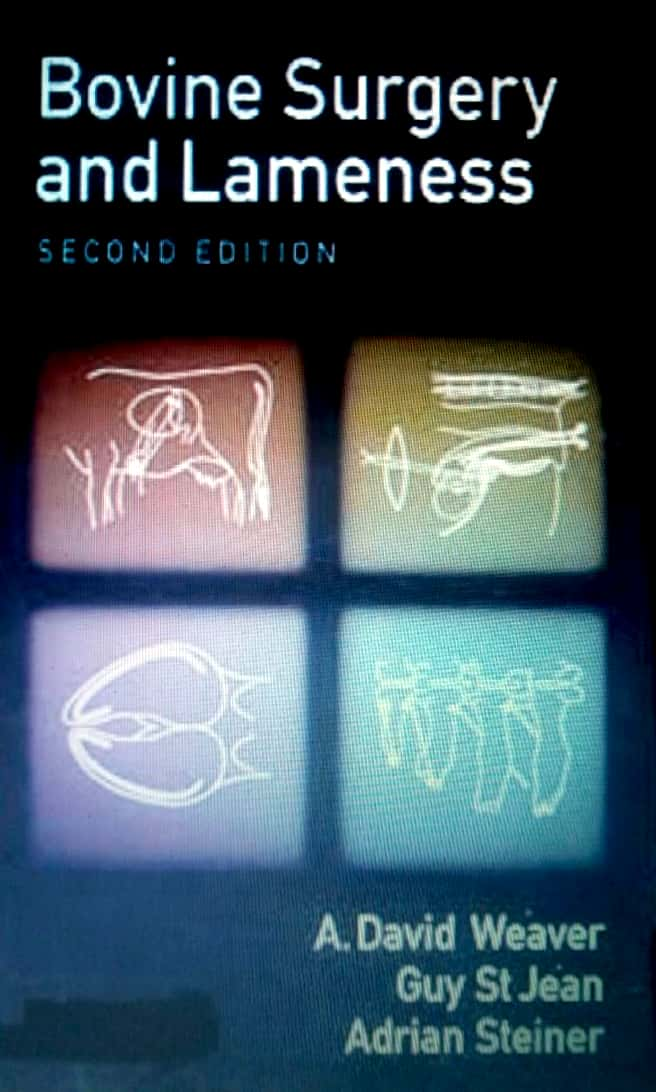 Bovine Surgery
and Lameness
SECOND EDITION
A. David Weaver
Guy St Jean
Adrian Steiner